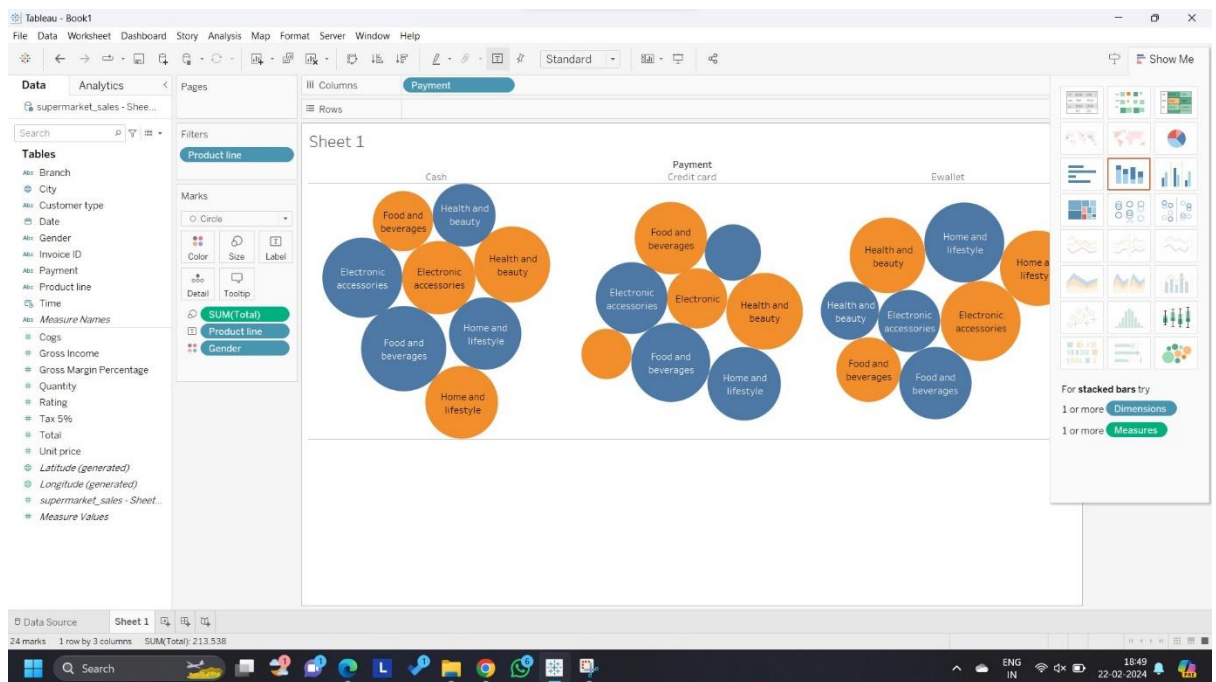 Tableau - Book1
File Data Worksheet Dashboard Story Analysis Map Format Server Window Help
Standard
Show Me
Data Analytics
Pages
Columns Payment
supermarket_sales - Shee...
Rows
Search
Filters
Product line
Sheet 1
Tables
Abc Branch
City
Abc Customer type
Date
Abc Gender
Abc Invoice ID
Abc Payment
Abc Product line
Time
Abc Measure Names
# Cogs
# Gross Income
# Gross Margin Percentage
# Quantity
# Rating
# Tax 5%
# Total
# Unit price
Latitude (generated)
Longitude (generated)
# supermarket_sales - Sheet...
# Measure Values
Marks
Circle
Color Size Label
Detail Tooltip
SUM(Total)
Product line
Gender
Payment
Cash Credit card Ewallet
Food and
beverages
Health and
beauty
Electronic
accessories
Electronic
accessories
Health and
beauty
Food and
beverages
Home and
lifestyle
Home and
lifestyle
Food and
beverages
Electronic
accessories
Electronic
Health and
beauty
Food and
beverages
Home and
lifestyle
Health and
beauty
Home and
lifestyle
Home a
lifesty
Health and
beauty
Electronic
accessories
Electronic
accessories
Food and
beverages
Food and
beverages
For stacked bars try
1 or more Dimensions
1 or more Measures
Data Source Sheet 1
24 marks 1 row by 3 columns SUM(Total): 213,538
Search
ENG
IN
18:49
22-02-2024